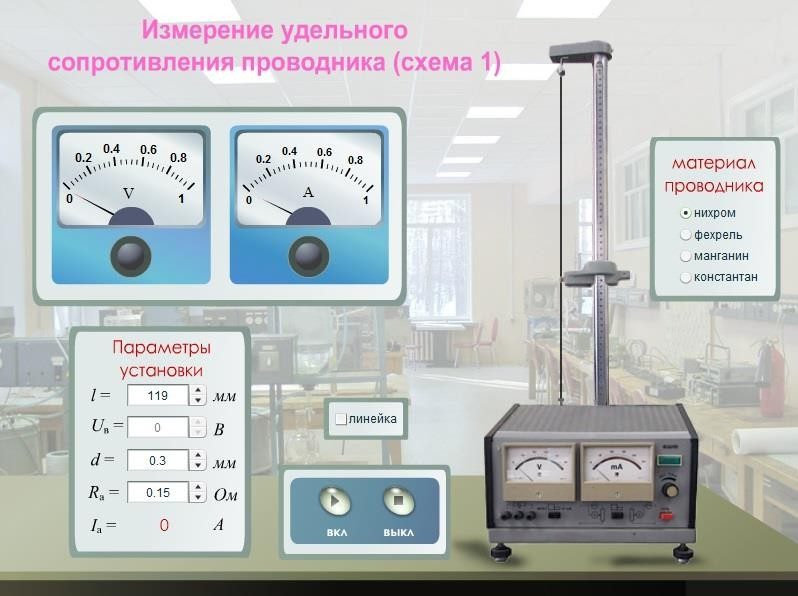 Измерение удельного
сопротивления проводника (схема 1)
0 0.2 0.4 0.6 0.8 1
V
0 0.2 0.4 0.6 0.8 1
A
материал
проводника
нихром
фехрель
манганин
константан
Параметры
установки
l = 119 мм
Uв = 0 В
d = 0.3 мм
Rа = 0.15 Ом
Iа = 0 А
линейка
вкл выкл
V
mA